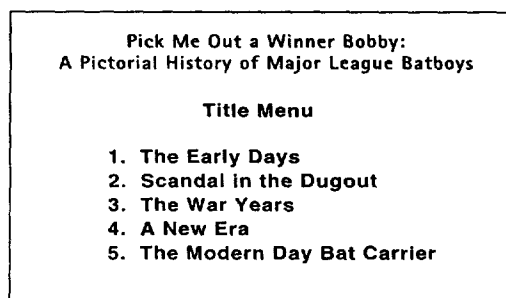 Pick Me Out a Winner Bobby:
A Pictorial History of Major League Batboys
Title Menu
1. The Early Days
2. Scandal in the Dugout
3. The War Years
4. A New Era
5. The Modern Day Bat Carrier